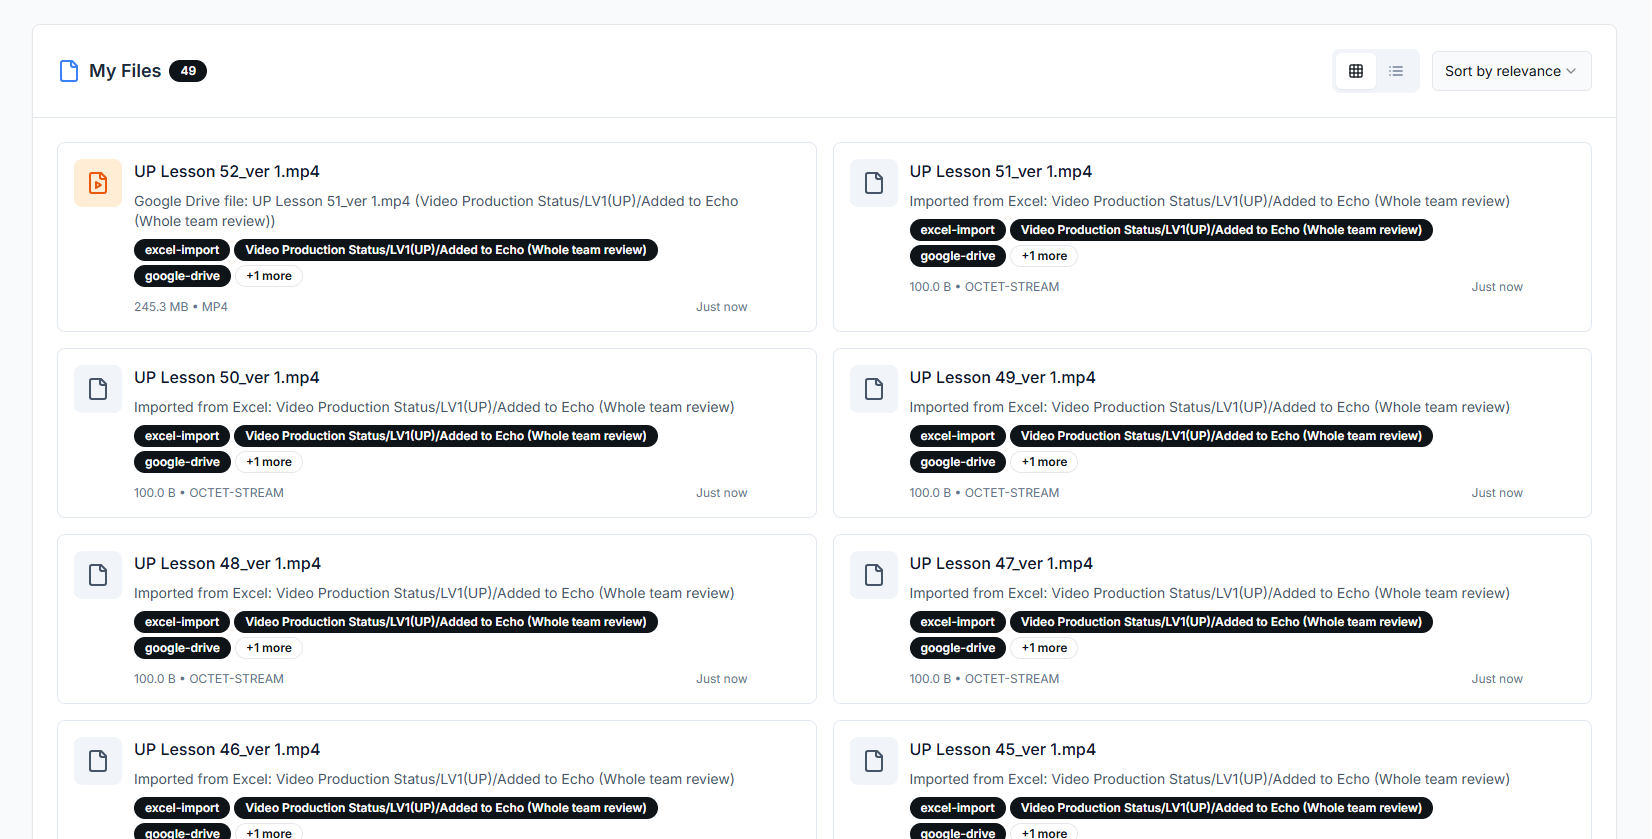 My Files 49
Sort by relevance
UP Lesson 52_ver 1.mp4
Google Drive file: UP Lesson 51_ver 1.mp4 (Video Production Status/LV1(UP)/Added to Echo
(Whole team review))
excel-import Video Production Status/LV1(UP)/Added to Echo (Whole team review)
google-drive +1 more
245.3 MB • MP4 Just now
UP Lesson 51_ver 1.mp4
Imported from Excel: Video Production Status/LV1(UP)/Added to Echo (Whole team review)
excel-import Video Production Status/LV1(UP)/Added to Echo (Whole team review)
google-drive +1 more
100.0 B • OCTET-STREAM Just now
UP Lesson 50_ver 1.mp4
Imported from Excel: Video Production Status/LV1(UP)/Added to Echo (Whole team review)
excel-import Video Production Status/LV1(UP)/Added to Echo (Whole team review)
google-drive +1 more
100.0 B • OCTET-STREAM Just now
UP Lesson 49_ver 1.mp4
Imported from Excel: Video Production Status/LV1(UP)/Added to Echo (Whole team review)
excel-import Video Production Status/LV1(UP)/Added to Echo (Whole team review)
google-drive +1 more
100.0 B • OCTET-STREAM Just now
UP Lesson 48_ver 1.mp4
Imported from Excel: Video Production Status/LV1(UP)/Added to Echo (Whole team review)
excel-import Video Production Status/LV1(UP)/Added to Echo (Whole team review)
google-drive +1 more
100.0 B • OCTET-STREAM Just now
UP Lesson 47_ver 1.mp4
Imported from Excel: Video Production Status/LV1(UP)/Added to Echo (Whole team review)
excel-import Video Production Status/LV1(UP)/Added to Echo (Whole team review)
google-drive +1 more
100.0 B • OCTET-STREAM Just now
UP Lesson 46_ver 1.mp4
Imported from Excel: Video Production Status/LV1(UP)/Added to Echo (Whole team review)
excel-import Video Production Status/LV1(UP)/Added to Echo (Whole team review)
google-drive +1 more
UP Lesson 45_ver 1.mp4
Imported from Excel: Video Production Status/LV1(UP)/Added to Echo (Whole team review)
excel-import Video Production Status/LV1(UP)/Added to Echo (Whole team review)
google-drive +1 more